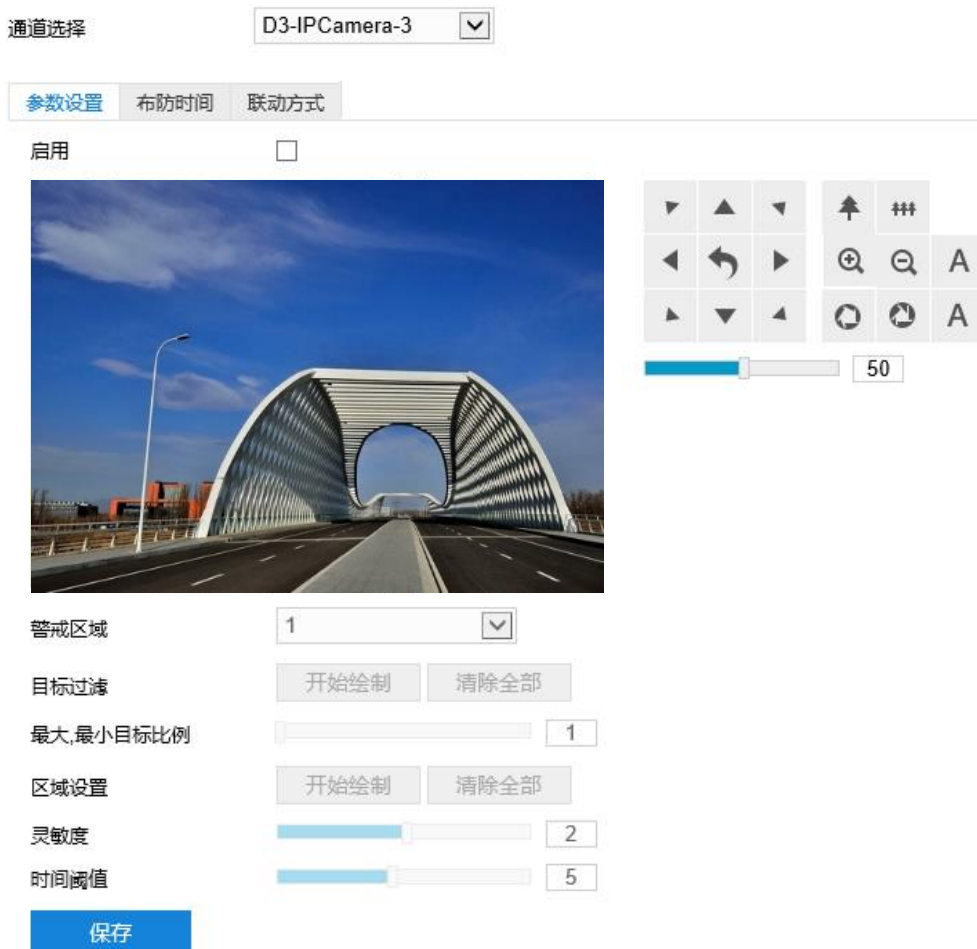 通道选择 D3-IPCamera-3
参数设置 布防时间 联动方式
启用
A
A
50
警戒区域 1
目标过滤 开始绘制 清除全部
最大,最小目标比例 1
区域设置 开始绘制 清除全部
灵敏度 2
时间阈值 5
保存